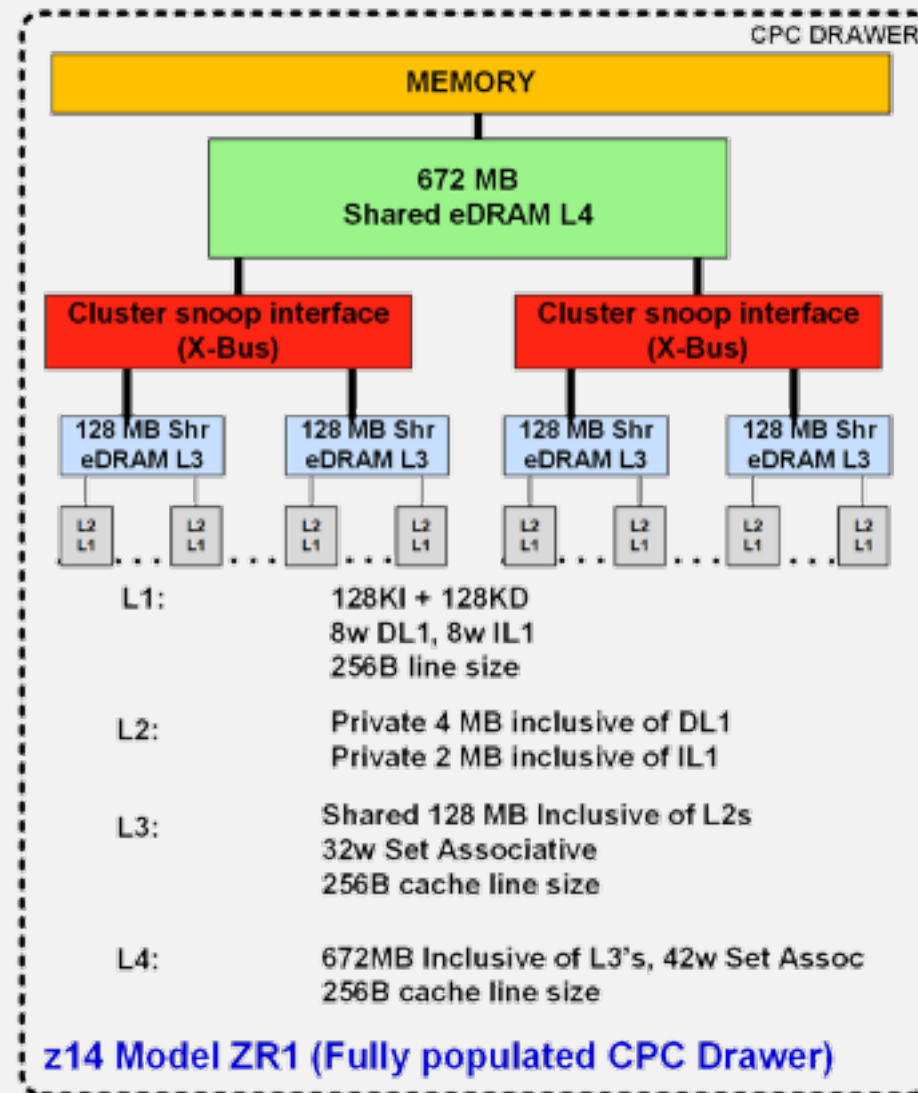 CPC DRAWER
MEMORY
672 MB
Shared eDRAM L4
Cluster snoop interface
(X-Bus)
Cluster snoop interface
(X-Bus)
128 MB Shr
eDRAM L3
128 MB Shr
eDRAM L3
128 MB Shr
eDRAM L3
128 MB Shr
eDRAM L3
L2
L1
L2
L1
L2
L1
L2
L1
L2
L1
L2
L1
L2
L1
L2
L1
L1: 128KI + 128KD
8w DL1, 8w IL1
256B line size
L2: Private 4 MB inclusive of DL1
Private 2 MB inclusive of IL1
L3: Shared 128 MB Inclusive of L2s
32w Set Associative
256B cache line size
L4: 672MB Inclusive of L3's, 42w Set Assoc
256B cache line size
z14 Model ZR1 (Fully populated CPC Drawer)